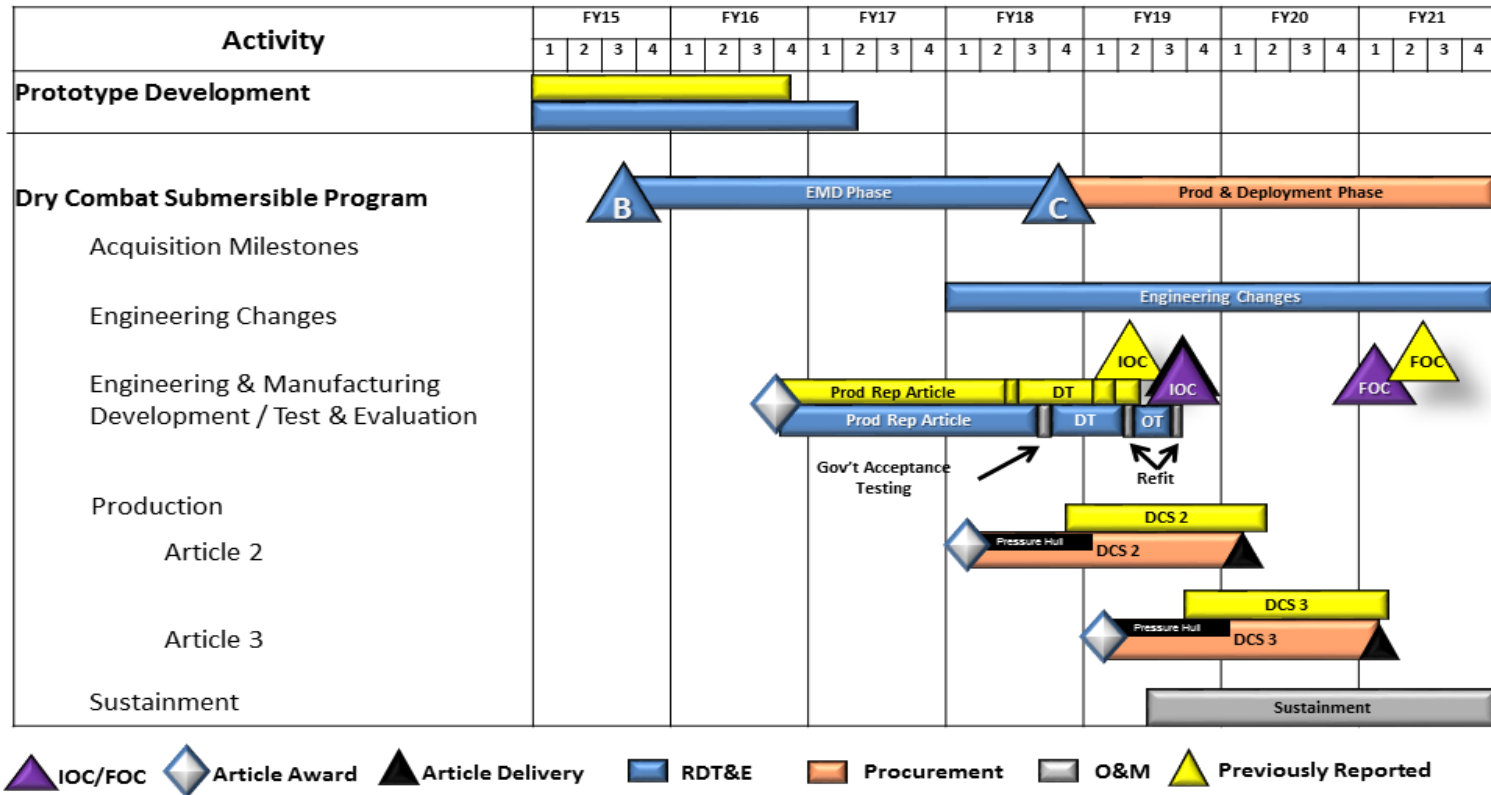 Activity
FY15 FY16 FY17 FY18 FY19 FY20 FY21
1 2 3 4 1 2 3 4 1 2 3 4 1 2 3 4 1 2 3 4 1 2 3 4 1 2 3 4
Prototype Development
Dry Combat Submersible Program
B
EMD Phase
C
Prod & Deployment Phase
Acquisition Milestones
Engineering Changes
Engineering Changes
IOC
FOC
Engineering & Manufacturing
Development / Test & Evaluation
Prod Rep Article
DT
IOC
FOC
Prod Rep Article
DT
OT
Gov't Acceptance
Testing
Refit
Production
DCS 2
Article 2
Pressure Hull
DCS 2
DCS 3
Article 3
Pressure Hull
DCS 3
Sustainment
Sustainment
IOC/FOC Article Award Article Delivery RDT&E Procurement O&M Previously Reported